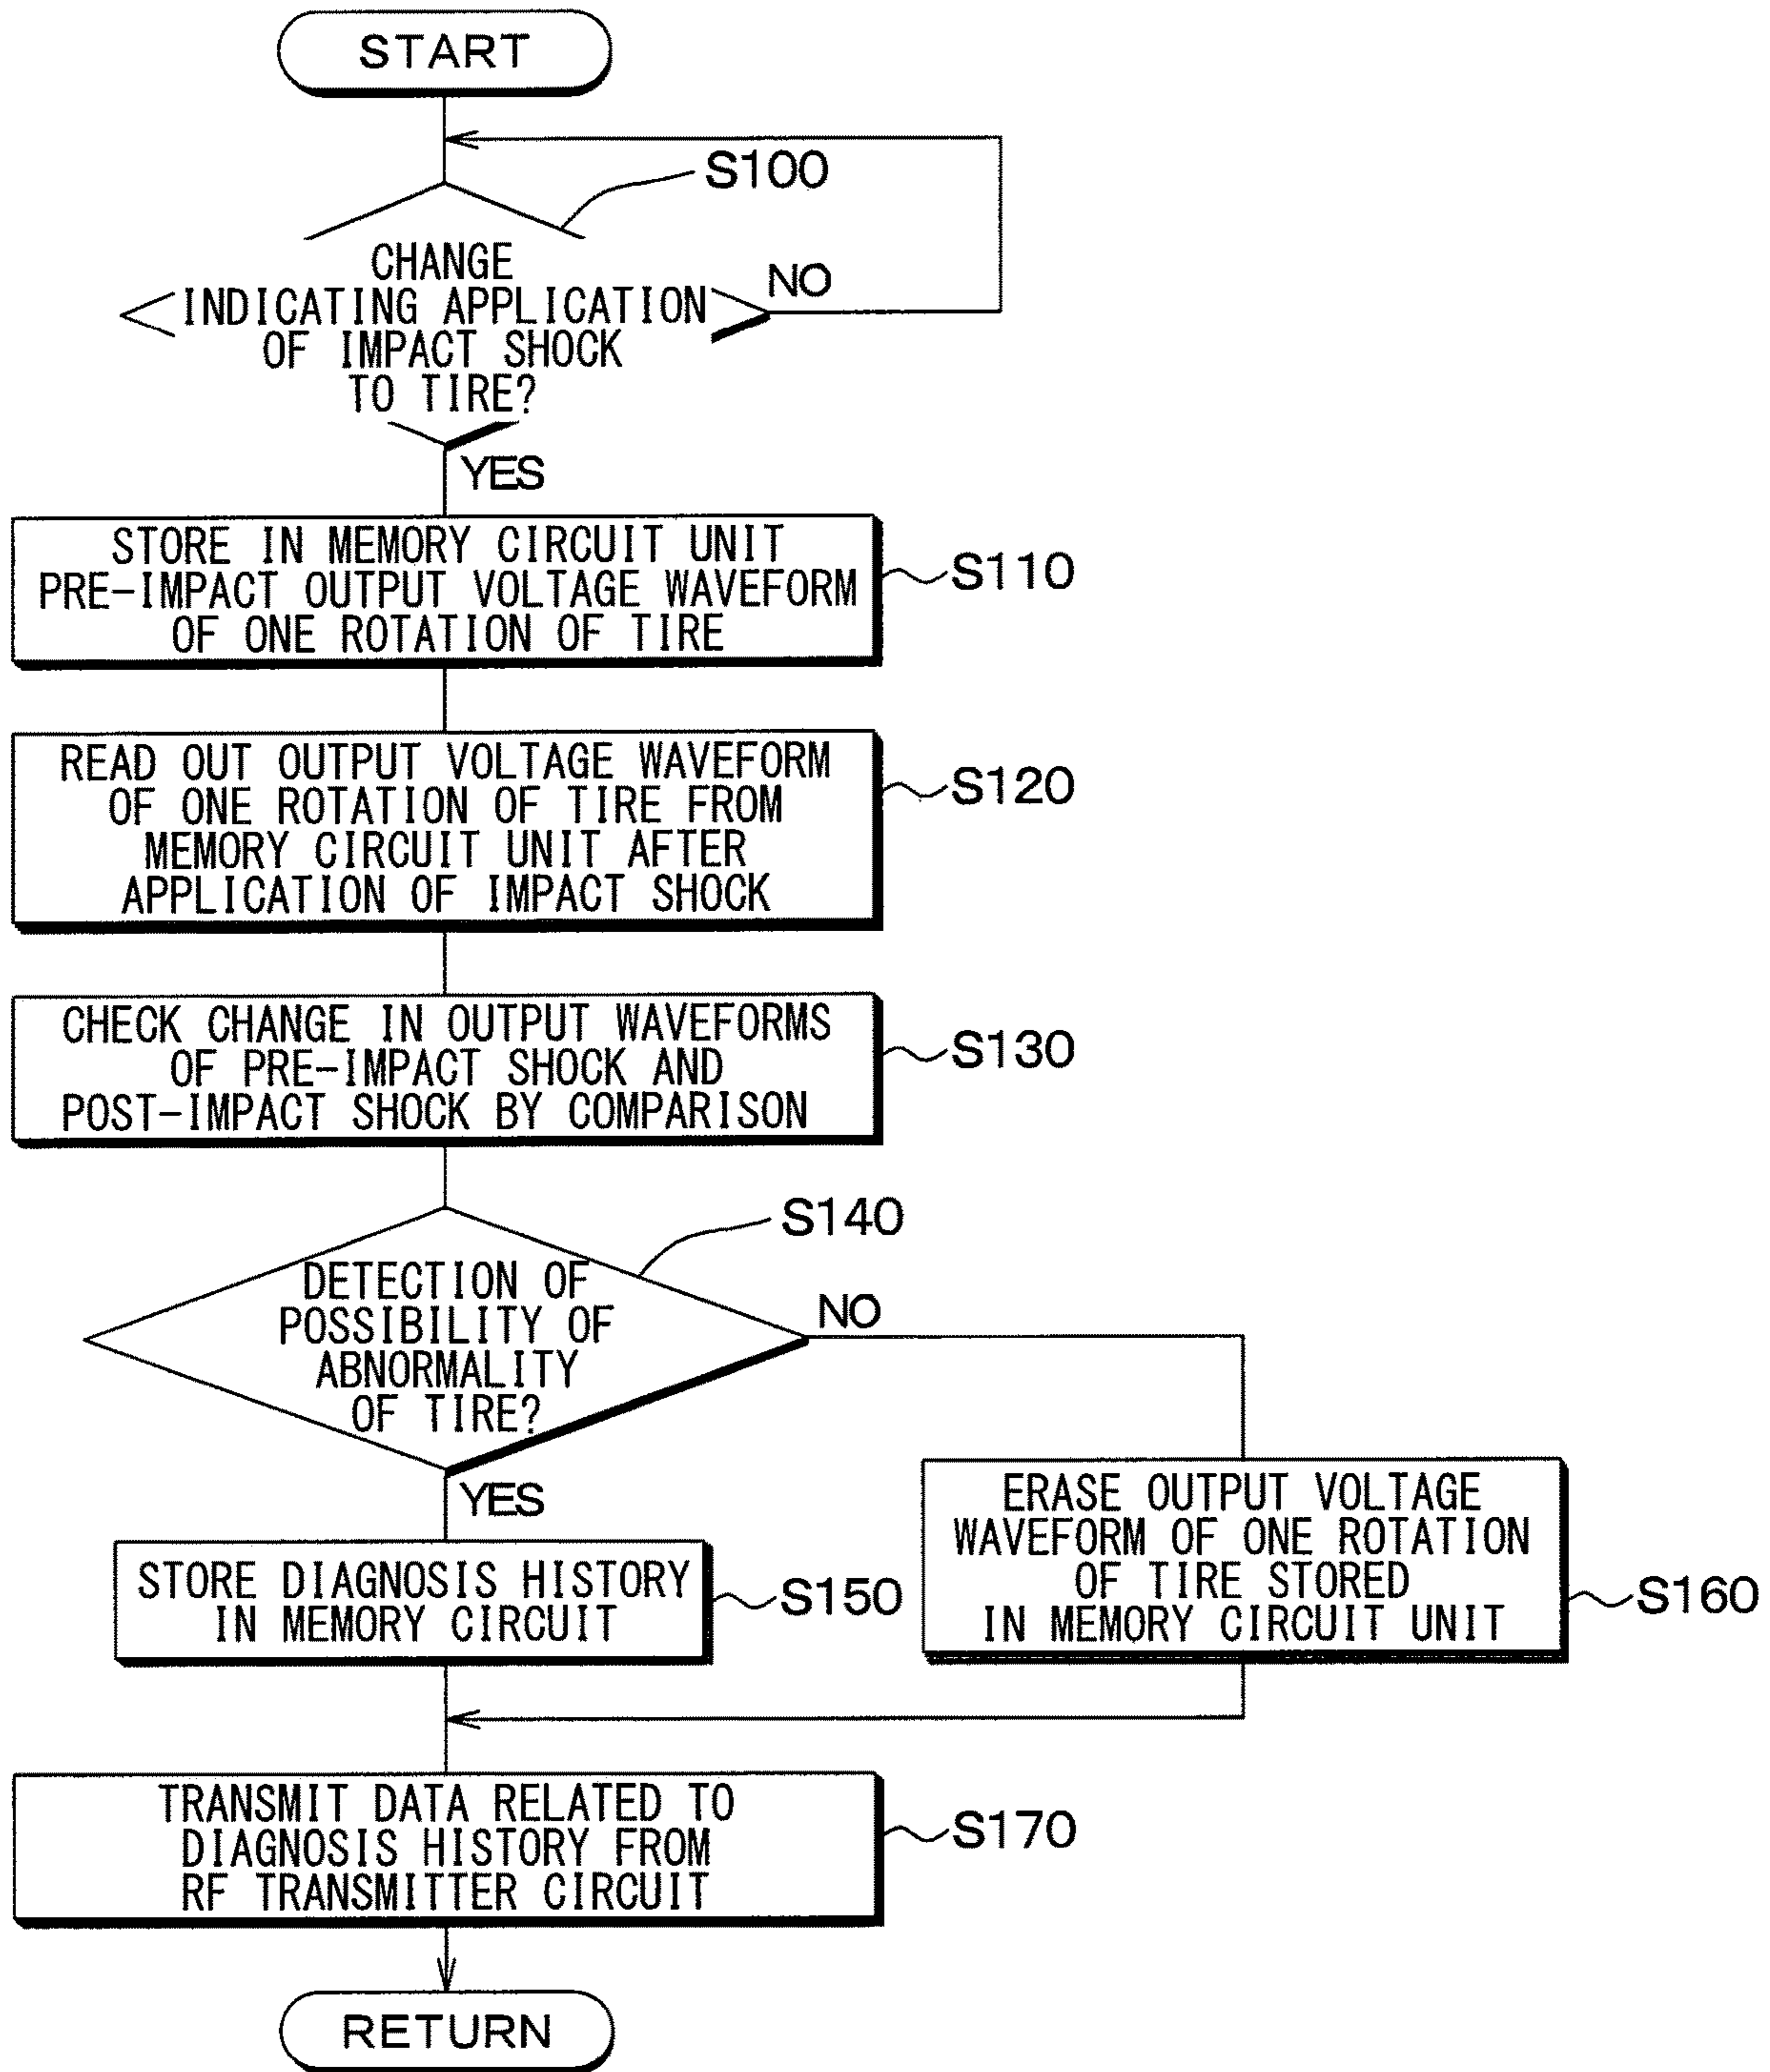 START
S100
CHANGE
INDICATING APPLICATION
OF IMPACT SHOCK
TO TIRE?
NO
YES
STORE IN MEMORY CIRCUIT UNIT
PRE-IMPACT OUTPUT VOLTAGE WAVEFORM
OF ONE ROTATION OF TIRE
S110
READ OUT OUTPUT VOLTAGE WAVEFORM
OF ONE ROTATION OF TIRE FROM
MEMORY CIRCUIT UNIT AFTER
APPLICATION OF IMPACT SHOCK
S120
CHECK CHANGE IN OUTPUT WAVEFORMS
OF PRE-IMPACT SHOCK AND
POST-IMPACT SHOCK BY COMPARISON
S130
S140
DETECTION OF
POSSIBILITY OF
ABNORMALITY
OF TIRE?
NO
YES
STORE DIAGNOSIS HISTORY
IN MEMORY CIRCUIT
S150
ERASE OUTPUT VOLTAGE
WAVEFORM OF ONE ROTATION
OF TIRE STORED
IN MEMORY CIRCUIT UNIT
S160
TRANSMIT DATA RELATED TO
DIAGNOSIS HISTORY FROM
RF TRANSMITTER CIRCUIT
S170
RETURN